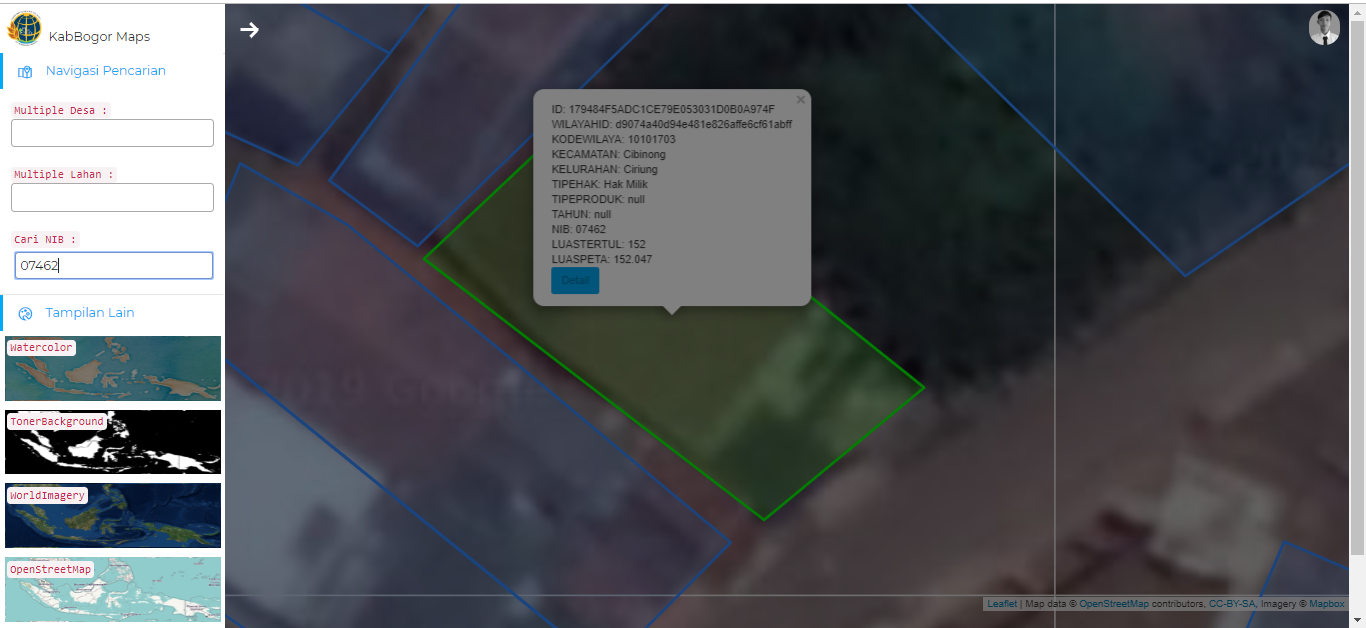 KabBogor Maps
Navigasi Pencarian
Multiple Desa :
Multiple Lahan :
Cari NIB :
07462
Tampilan Lain
Watercolor
TonerBackground
WorldImagery
OpenStreetMap
×
ID: 179484F5ADC1CE79E053031D0B0A974F
WILAYAHID: d9074a40d94e481e826affe6cf61abff
KODEWILAYA: 10101703
KECAMATAN: Cibinong
KELURAHAN: Ciriung
TIPEHAK: Hak Milik
TIPEPRODUK: null
TAHUN: null
NIB: 07462
LUASTERTUL: 152
LUASPETA: 152.047
Detail
2019 Google
Leaflet | Map data © OpenStreetMap contributors, CC-BY-SA, Imagery © Mapbox